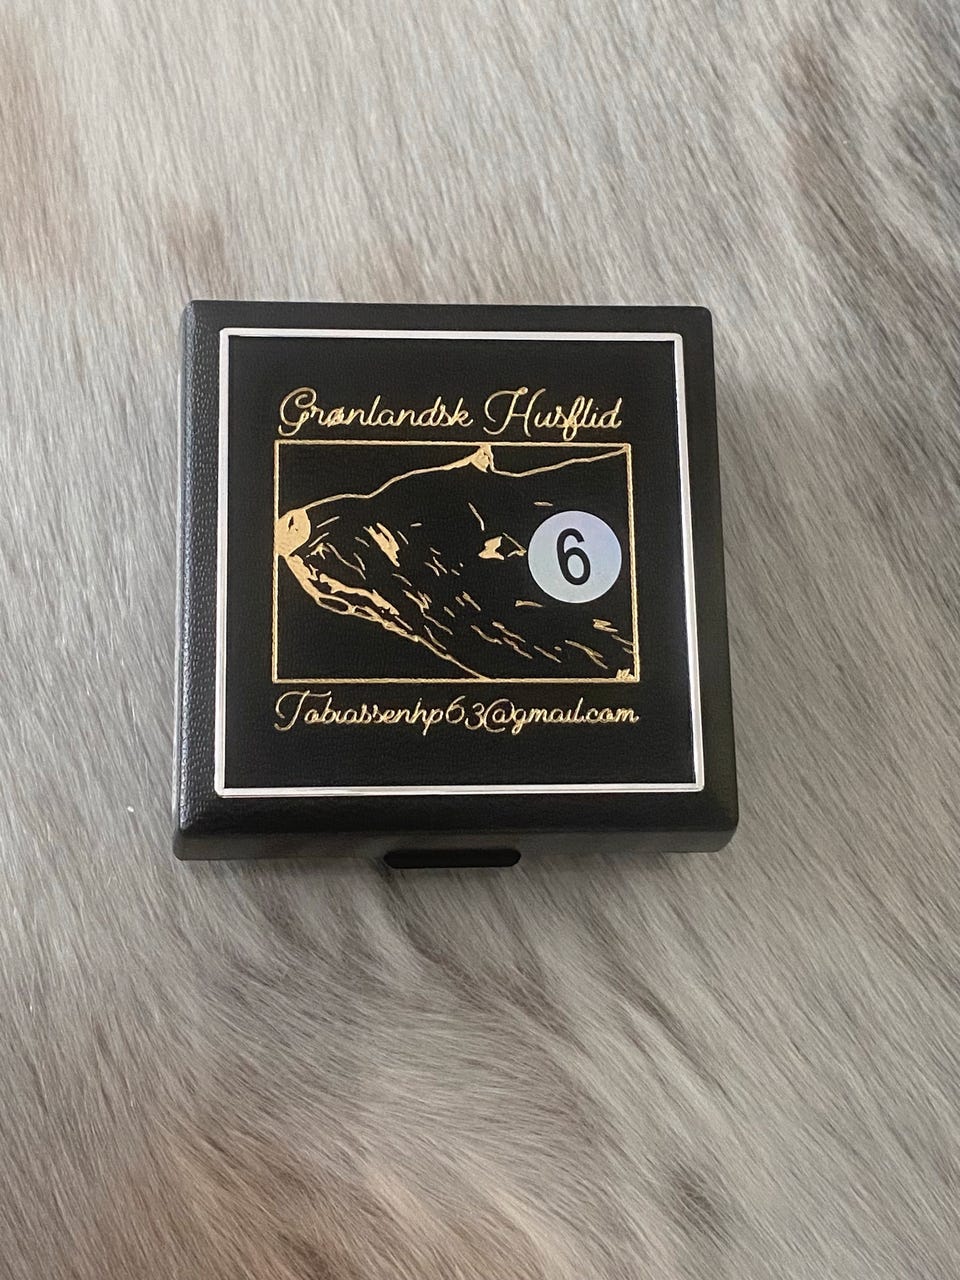 Grønlandsk Husflid
6
Tobiassenhp63@gmail.com